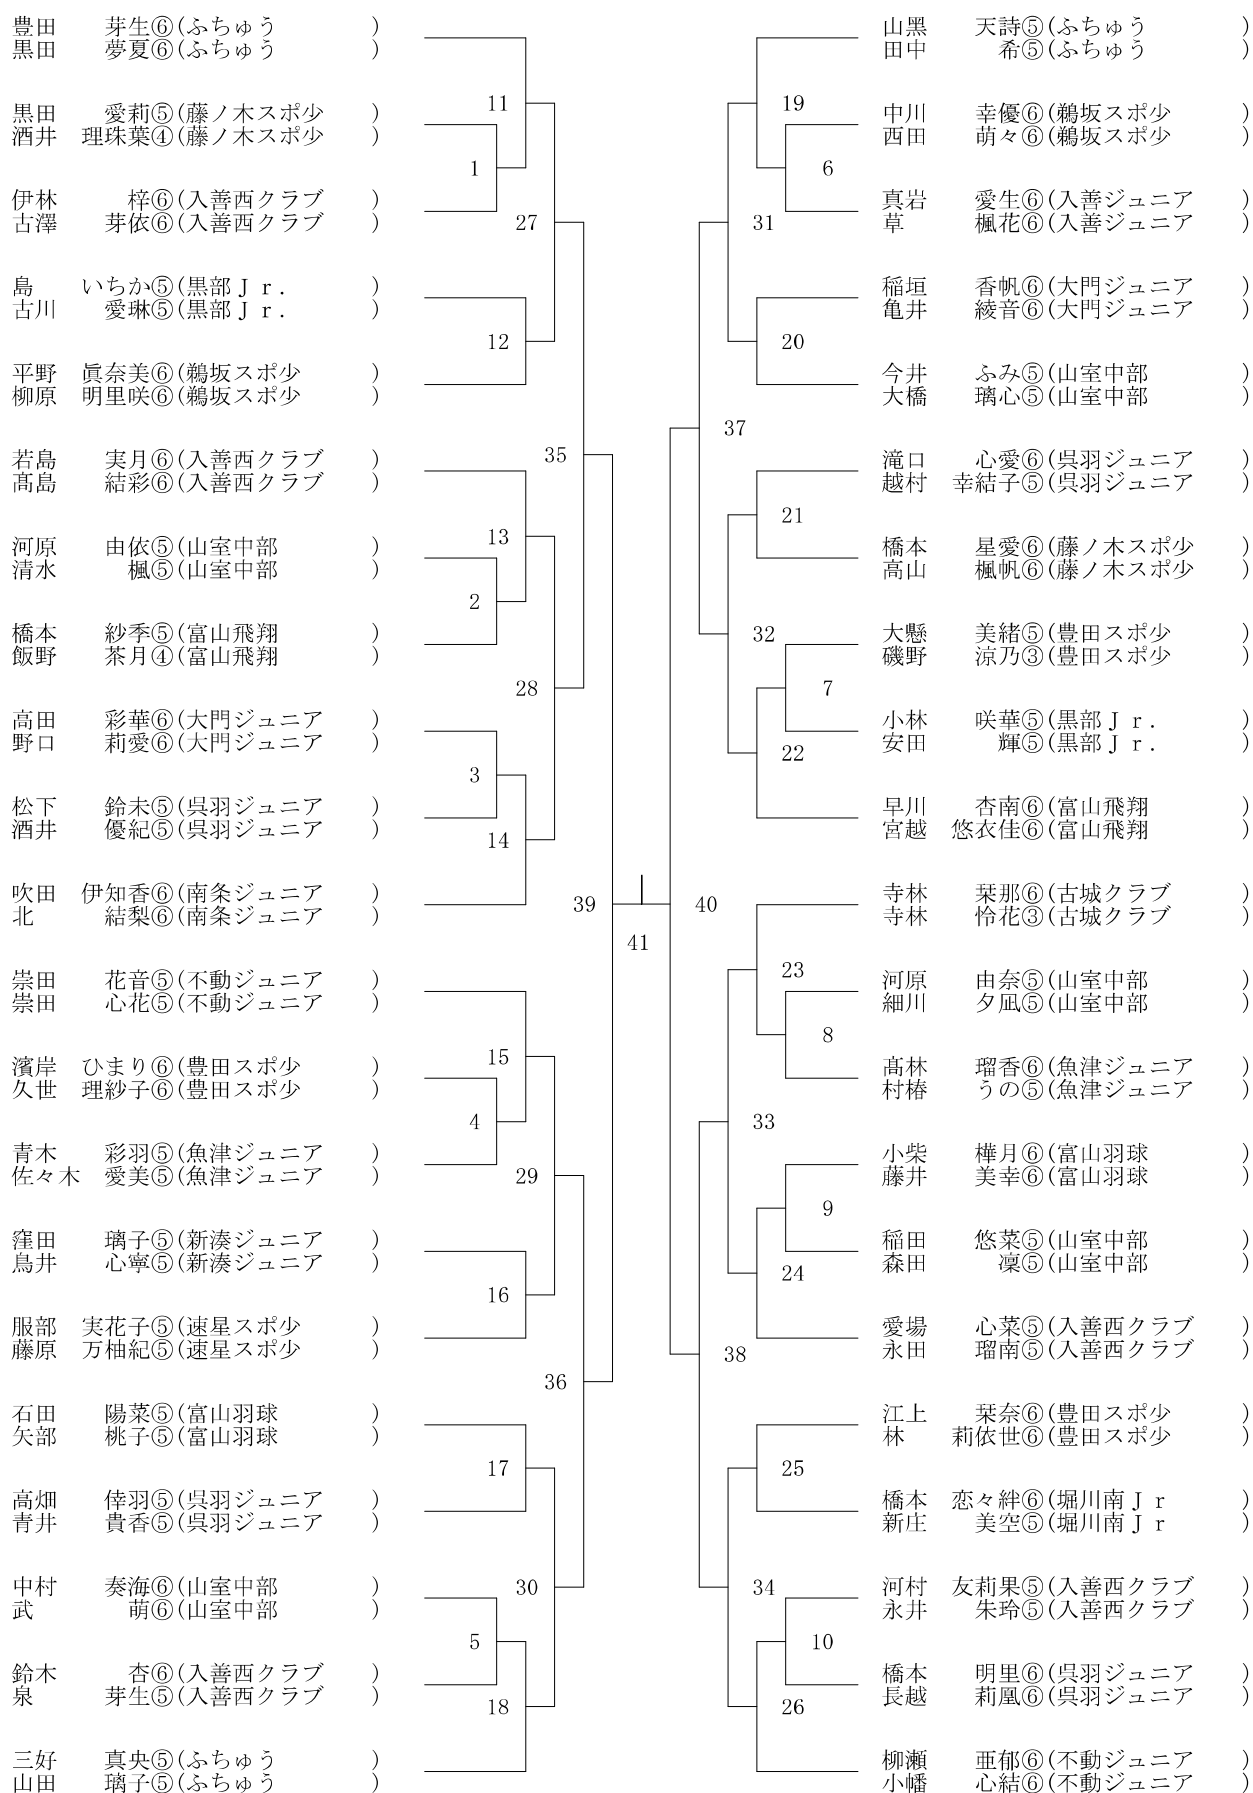 豊田 芽生⑥(ふちゅう )
黒田 夢夏⑥(ふちゅう )
黒田 愛莉⑤(藤ノ木スポ少 )
酒井 理珠葉④(藤ノ木スポ少 )
伊林 梓⑥(入善西クラブ )
古澤 芽依⑥(入善西クラブ )
島 いちか⑤(黒部Ｊｒ. )
古川 愛琳⑤(黒部Ｊｒ. )
平野 眞奈美⑥(鵜坂スポ少 )
柳原 明里咲⑥(鵜坂スポ少 )
若島 実月⑥(入善西クラブ )
髙島 結彩⑥(入善西クラブ )
河原 由依⑤(山室中部 )
清水 楓⑤(山室中部 )
橋本 紗季⑤(富山飛翔 )
飯野 茶月④(富山飛翔 )
高田 彩華⑥(大門ジュニア )
野口 莉愛⑥(大門ジュニア )
松下 鈴未⑤(呉羽ジュニア )
酒井 優紀⑤(呉羽ジュニア )
吹田 伊知香⑥(南条ジュニア )
北 結梨⑥(南条ジュニア )
崇田 花音⑤(不動ジュニア )
崇田 心花⑤(不動ジュニア )
濱岸 ひまり⑥(豊田スポ少 )
久世 理紗子⑥(豊田スポ少 )
青木 彩羽⑤(魚津ジュニア )
佐々木 愛美⑤(魚津ジュニア )
窪田 璃子⑤(新湊ジュニア )
鳥井 心寧⑤(新湊ジュニア )
服部 実花子⑤(速星スポ少 )
藤原 万柚紀⑤(速星スポ少 )
石田 陽菜⑤(富山羽球 )
矢部 桃子⑤(富山羽球 )
高畑 倖羽⑤(呉羽ジュニア )
青井 貴香⑤(呉羽ジュニア )
中村 奏海⑥(山室中部 )
武 萌⑥(山室中部 )
鈴木 杏⑥(入善西クラブ )
泉 芽生⑤(入善西クラブ )
三好 真央⑤(ふちゅう )
山田 璃子⑤(ふちゅう )
11
1
27
12
35
13
2
28
3
14
39
15
4
29
16
36
17
30
5
18
41
40
19
6
31
20
37
21
32
7
22
23
8
33
9
24
38
25
34
10
26
山黑 天詩⑤(ふちゅう )
田中 希⑤(ふちゅう )
中川 幸優⑥(鵜坂スポ少 )
西田 萌々⑥(鵜坂スポ少 )
真岩 愛生⑥(入善ジュニア )
草 楓花⑥(入善ジュニア )
稲垣 香帆⑥(大門ジュニア )
亀井 綾音⑥(大門ジュニア )
今井 ふみ⑤(山室中部 )
大橋 璃心⑤(山室中部 )
滝口 心愛⑥(呉羽ジュニア )
越村 幸結子⑤(呉羽ジュニア )
橋本 星愛⑥(藤ノ木スポ少 )
高山 楓帆⑥(藤ノ木スポ少 )
大懸 美緒⑤(豊田スポ少 )
磯野 涼乃③(豊田スポ少 )
小林 咲華⑤(黒部Ｊｒ. )
安田 輝⑤(黒部Ｊｒ. )
早川 杏南⑥(富山飛翔 )
宮越 悠衣佳⑥(富山飛翔 )
寺林 栞那⑥(古城クラブ )
寺林 怜花③(古城クラブ )
河原 由奈⑤(山室中部 )
細川 夕凪⑤(山室中部 )
髙林 瑠香⑥(魚津ジュニア )
村椿 うの⑤(魚津ジュニア )
小柴 樺月⑥(富山羽球 )
藤井 美幸⑥(富山羽球 )
稲田 悠菜⑤(山室中部 )
森田 凜⑤(山室中部 )
愛場 心菜⑤(入善西クラブ )
永田 瑠南⑤(入善西クラブ )
江上 栞奈⑥(豊田スポ少 )
林 莉依世⑥(豊田スポ少 )
橋本 恋々絆⑥(堀川南Ｊｒ )
新庄 美空⑤(堀川南Ｊｒ )
河村 友莉果⑤(入善西クラブ )
永井 朱玲⑤(入善西クラブ )
橋本 明里⑥(呉羽ジュニア )
長越 莉凰⑥(呉羽ジュニア )
柳瀬 亜郁⑥(不動ジュニア )
小幡 心結⑥(不動ジュニア )